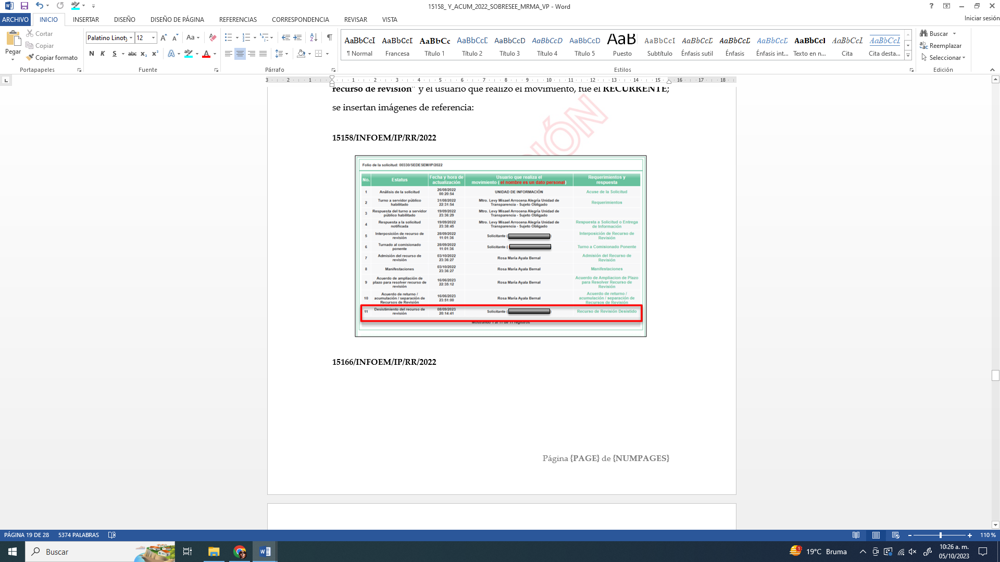 15158_ Y_ACUM_2022_SOBRESEE_MRMA_VP - Word
ARCHIVO INICIO INSERTAR DISEÑO DISEÑO DE PÁGINA REFERENCIAS CORRESPONDENCIA REVISAR VISTA
Iniciar sesión
Pegar
Cortar
Copiar
Copiar formato
Portapapeles
Palatino Linoty 12
N K S abc x₂ x²
Fuente
Párrafo
AaBbCcI AaBbCcI AaBbCc AaBbCcD AaBbCcD AaBbCcD AaBbCcD AaB AaBbCcI AaBbCcD AaBbCcD AaBbCcD AaBbCcI AaBbCcI AaBbCcI
¶ Normal Francesa Título 1 Título 2 Título 3 Título 4 Título 5 Puesto Subtítulo Énfasis sutil Énfasis Énfasis int... Texto en n... Cita Cita desta...
Estilos
Buscar
Reemplazar
Seleccionar
Edición
3 2 1 1 2 3 4 5 6 7 8 9 10 11 12 13 14 15 16 17 18
recurso de revisión" y el usuario que realizó el movimiento, fue el RECURRENTE;
se insertan imágenes de referencia:
15158/INFOEM/IP/RR/2022
Folio de la solicitud: 00330/SEDESEM/IP/2022
No. Estatus Fecha y hora de actualización Usuario que realiza el movimiento ( el nombre es un dato personal) Requerimientos y respuesta
1 Análisis de la solicitud 26/08/2022 00:20:54 UNIDAD DE INFORMACIÓN Acuse de la Solicitud
2 Turno a servidor público habilitado 31/08/2022 22:31:54 Mtro. Levy Misael Arrocena Alegría Unidad de Transparencia - Sujeto Obligado Requerimientos
3 Respuesta del turno a servidor público habilitado 19/09/2022 23:36:29 Mtro. Levy Misael Arrocena Alegría Unidad de Transparencia - Sujeto Obligado
4 Respuesta a la solicitud notificada 19/09/2022 23:38:45 Mtro. Levy Misael Arrocena Alegría Unidad de Transparencia - Sujeto Obligado Respuesta a Solicitud o Entrega de Información
5 Interposición de recurso de revisión 28/09/2022 11:01:36 Solicitante ( ) Interposición de Recurso de Revisión
6 Turnado al comisionado ponente 28/09/2022 11:01:36 Solicitante ( Turno a Comisionado Ponente
7 Admisión del recurso de revisión 03/10/2022 23:36:27 Rosa María Ayala Bernal Admisión del Recurso de Revisión
8 Manifestaciones 03/10/2022 23:36:27 Rosa María Ayala Bernal Manifestaciones
9 Acuerdo de ampliación de plazo para resolver recurso de revisión 16/06/2023 22:35:12 Rosa María Ayala Bernal Acuerdo de Ampliacion de Plazo para Resolver Recurso de Revisión
10 Acuerdo de returno / acumulación / separación de Recursos de Revisión 16/06/2023 23:51:00 Rosa María Ayala Bernal Acuerdo de returno / acumulación / separación de Recursos de Revisión
11 Desistimiento del recurso de revisión 08/09/2023 20:14:41 Solicitante ( ) Recurso de Revisión Desistido
Mostrando 1 al 11 de 11 registros
15166/INFOEM/IP/RR/2022
Página {PAGE} de {NUMPAGES}
PÁGINA 19 DE 28 5374 PALABRAS
110 %
Buscar
19°C Bruma
10:26 a. m.
05/10/2023